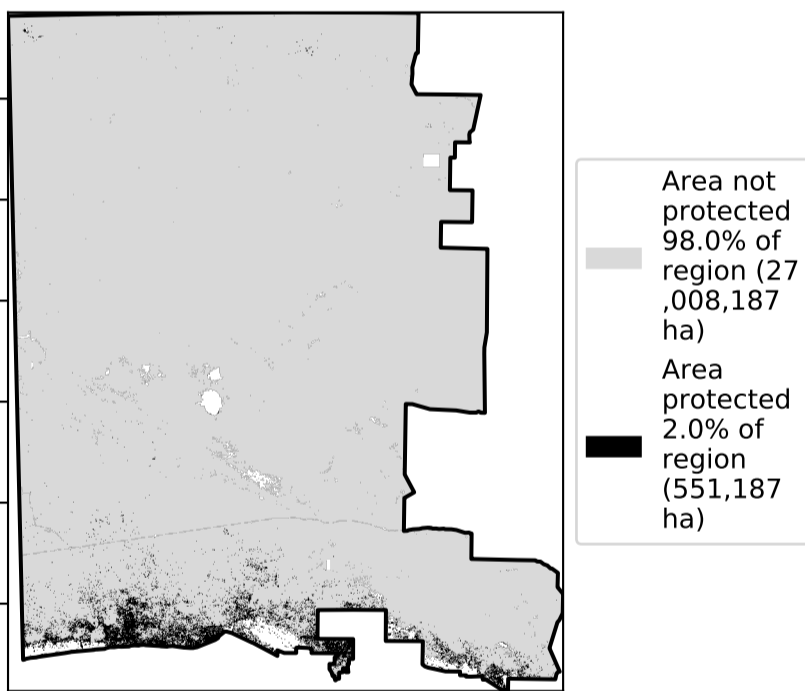 Area not
protected
98.0% of
region (27
,008,187
ha)
Area
protected
2.0% of
region
(551,187
ha)